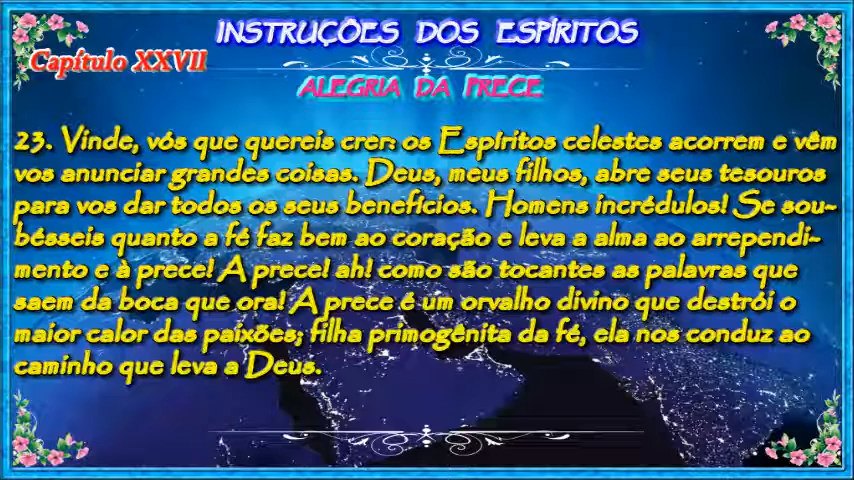 INSTRUÇÕES DOS ESPÍRITOS
Capítulo XXVII
ALEGRIA DA PRECE
23. Vinde, vós que quereis crer: os Espíritos celestes acorrem e vêm
vos anunciar grandes coisas. Deus, meus filhos, abre seus tesouros
para vos dar todos os seus benefícios. Homens incrédulos! Se sou-
bésseis quanto a fé faz bem ao coração e leva a alma ao arrependi-
mento e à prece! A prece! ah! como são tocantes as palavras que
saem da boca que ora! A prece é um orvalho divino que destrói o
maior calor das paixões; filha primogênita da fé, ela nos conduz ao
caminho que leva a Deus.